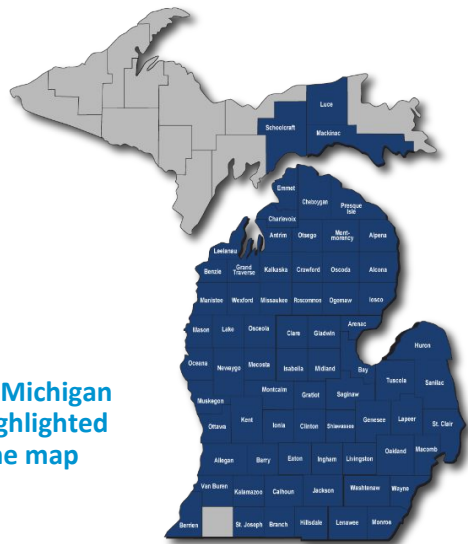 Luce
Schoolcraft
Mackinac
Emmet
Cheboygan
Presque
Isle
Charlevoix
Antrim
Otsego
Mont-
morency
Alpena
Leelanau
Benzie
Grand
Traverse
Kalkaska
Crawford
Oscoda
Alcona
Manistee
Wexford
Missaukee
Roscommon
Ogemaw
Iosco
Arenac
Mason
Lake
Osceola
Clare
Gladwin
Huron
Oceana
Newaygo
Mecosta
Isabella
Midland
Bay
Tuscola
Sanilac
Michigan
ghlighted
ne map
Muskegon
Montcalm
Gratiot
Saginaw
Ottawa
Kent
Ionia
Clinton
Shiawassee
Genesee
Lapeer
St. Clair
Allegan
Barry
Eaton
Ingham
Livingston
Oakland
Macomb
Van Buren
Kalamazoo
Calhoun
Jackson
Washtenaw
Wayne
Berrien
St. Joseph
Branch
Hillsdale
Lenawee
Monroe